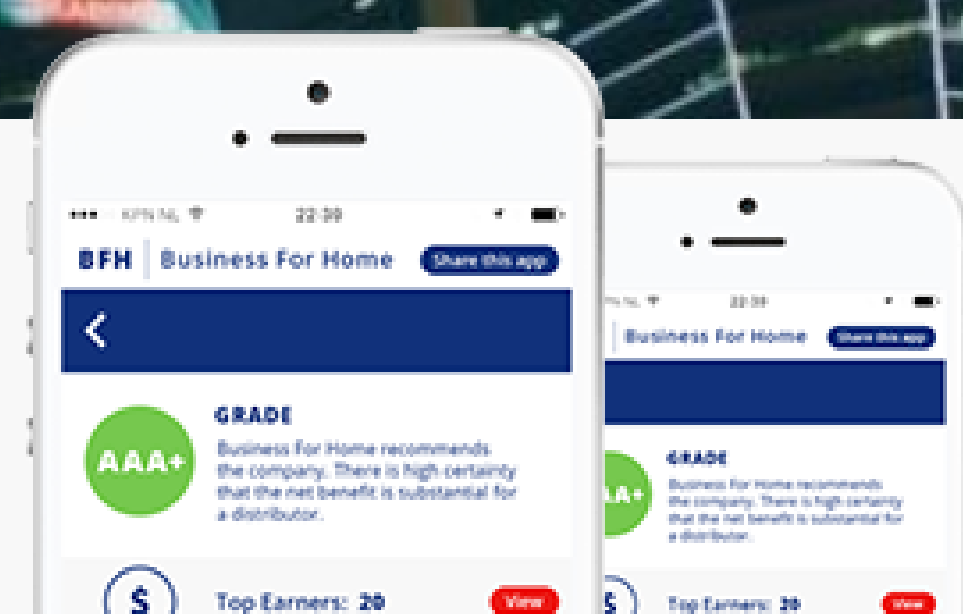 KPN NL 22:39
BFH Business For Home Share this app
GRADE
AAA+
Business For Home recommends
the company. There is high certainty
that the net benefit is substantial for
a distributor.
$ Top Earners: 20 View
22:39
Business For Home Share this app
GRADE
AA+
Business For Home recommends
the company. There is high certainty
that the net benefit is substantial for
a distributor.
$ Top Earners: 20 View